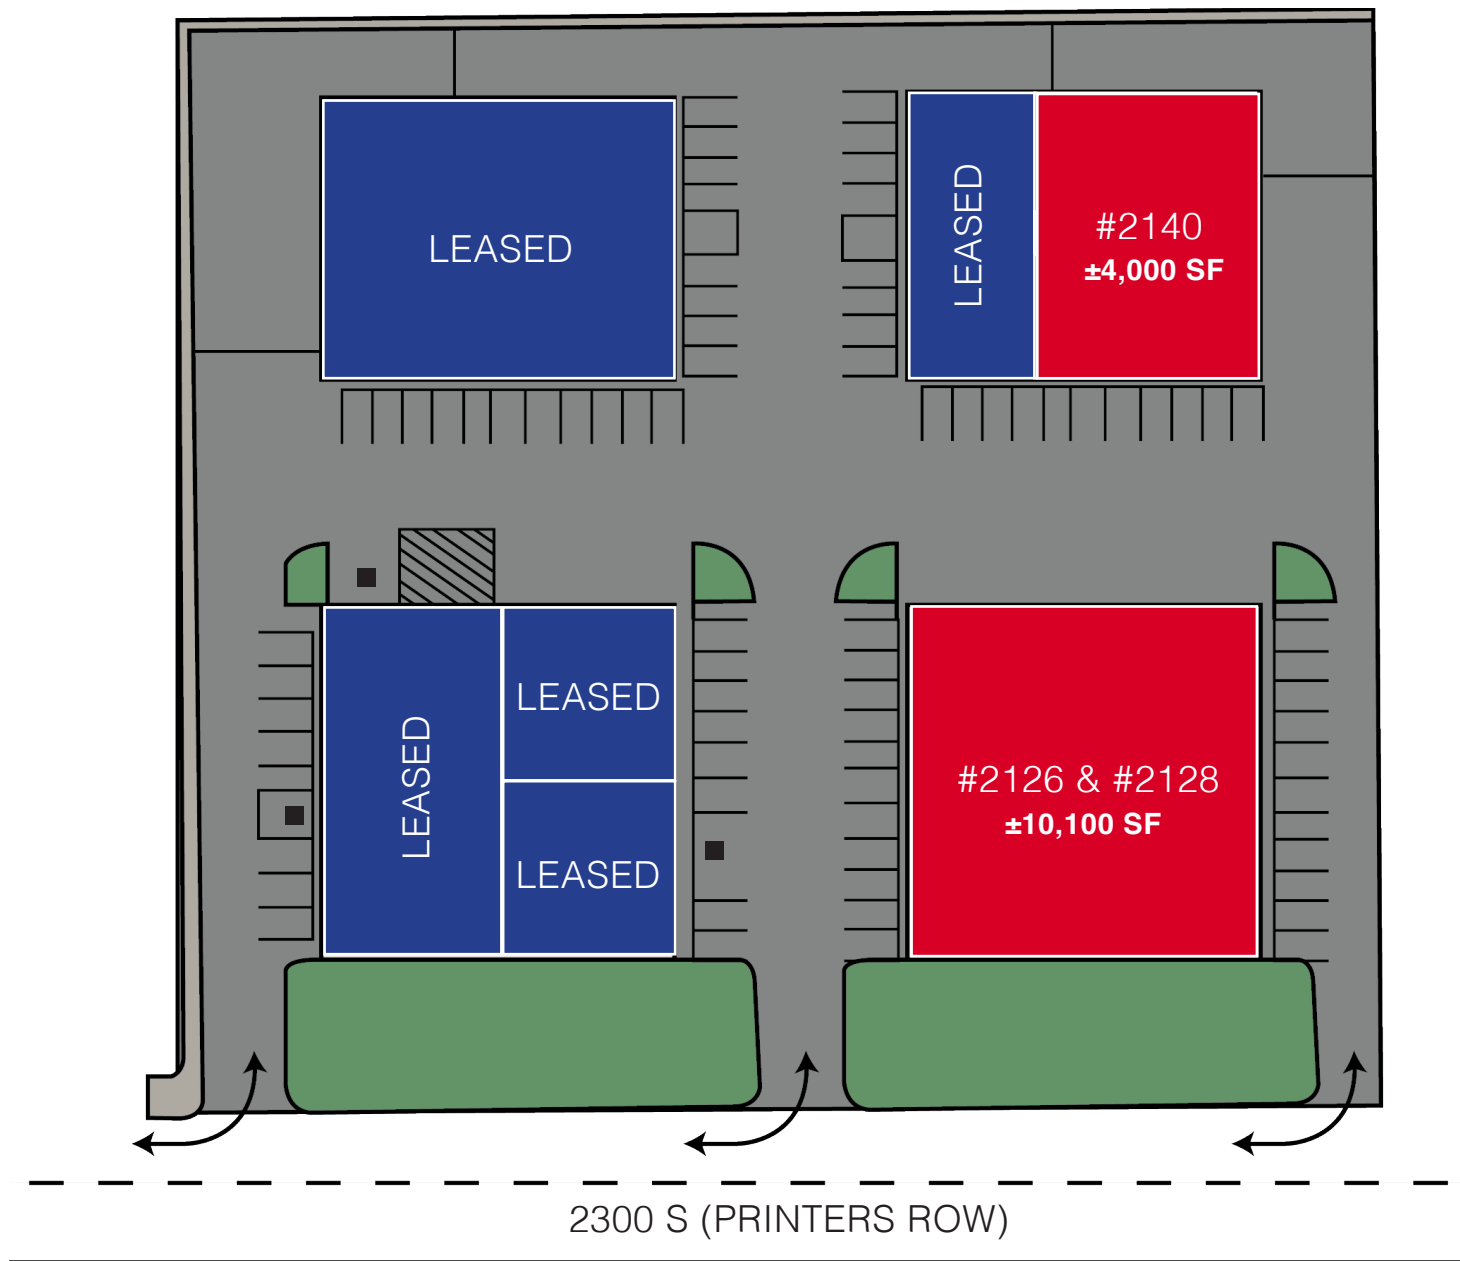 LEASED
LEASED
#2140
±4,000 SF
LEASED
LEASED
LEASED
#2126 & #2128
±10,100 SF
2300 S (PRINTERS ROW)